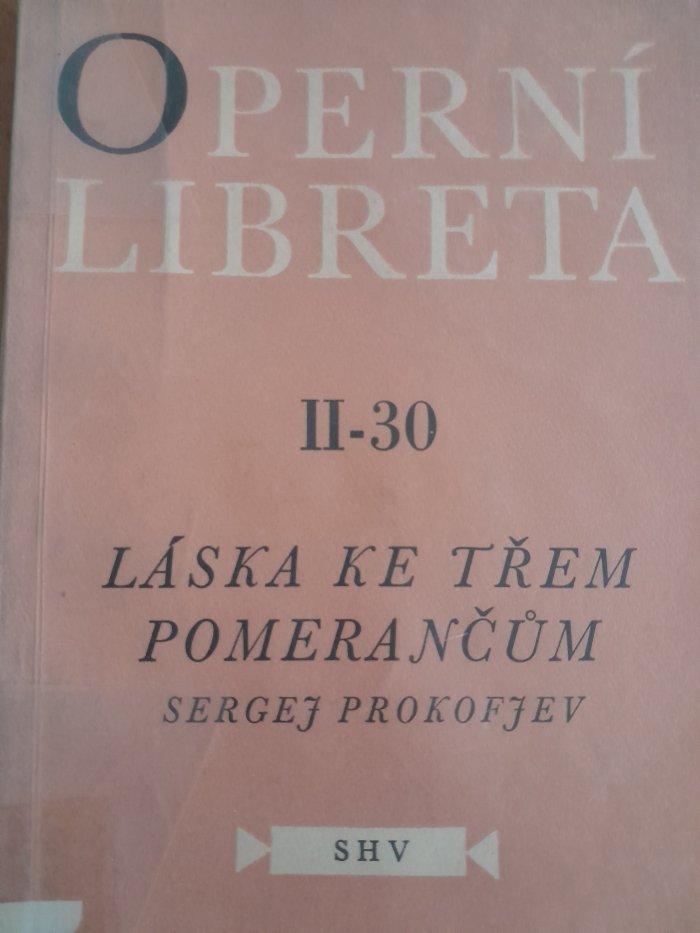 OPERNÍ
LIBRETA
II-30
LÁSKA KE TŘEM
POMERANČŮM
SERGEJ PROKOFJEV
SHV